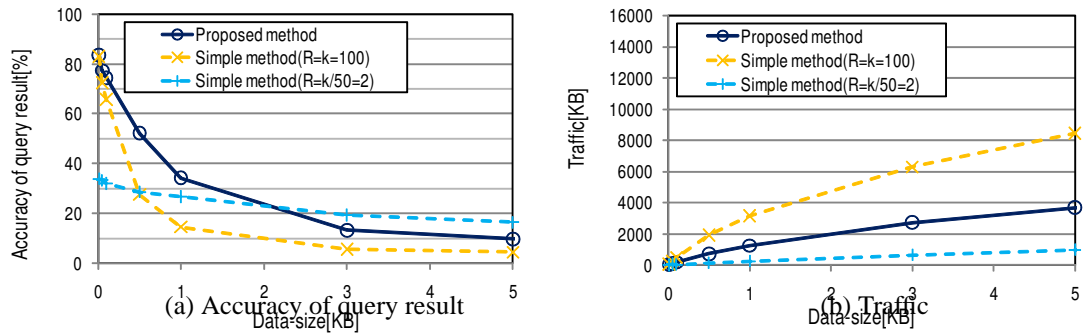 100
80
60
40
20
0
Accuracy of query result[%]
Proposed method
Simple method(R=k=100)
Simple method(R=k/50=2)
0 1 2 3 4 5
Data-size[KB]
(a) Accuracy of query result
16000
14000
12000
10000
8000
6000
4000
2000
0
Traffic[KB]
Proposed method
Simple method(R=k=100)
Simple method(R=k/50=2)
0 1 2 3 4 5
Data-size[KB]
(b) Traffic